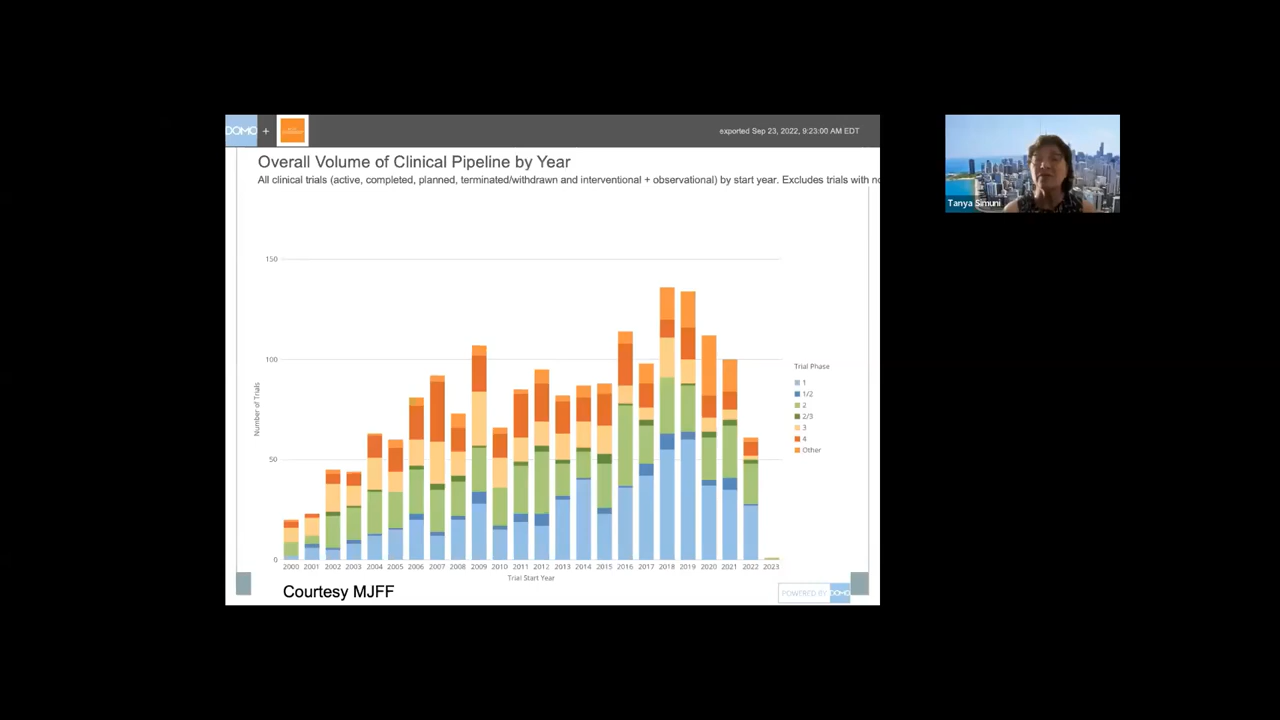 DOMO +
exported Sep 23, 2022, 9:23:00 AM EDT
Overall Volume of Clinical Pipeline by Year
All clinical trials (active, completed, planned, terminated/withdrawn and interventional + observational) by start year. Excludes trials with no
Tanya Simuni
150
100
50
0
Number of Trials
2000 2001 2002 2003 2004 2005 2006 2007 2008 2009 2010 2011 2012 2013 2014 2015 2016 2017 2018 2019 2020 2021 2022 2023
Trial Start Year
Trial Phase
1
1/2
2
2/3
3
4
Other
Courtesy MJFF
POWERED BY DOMO